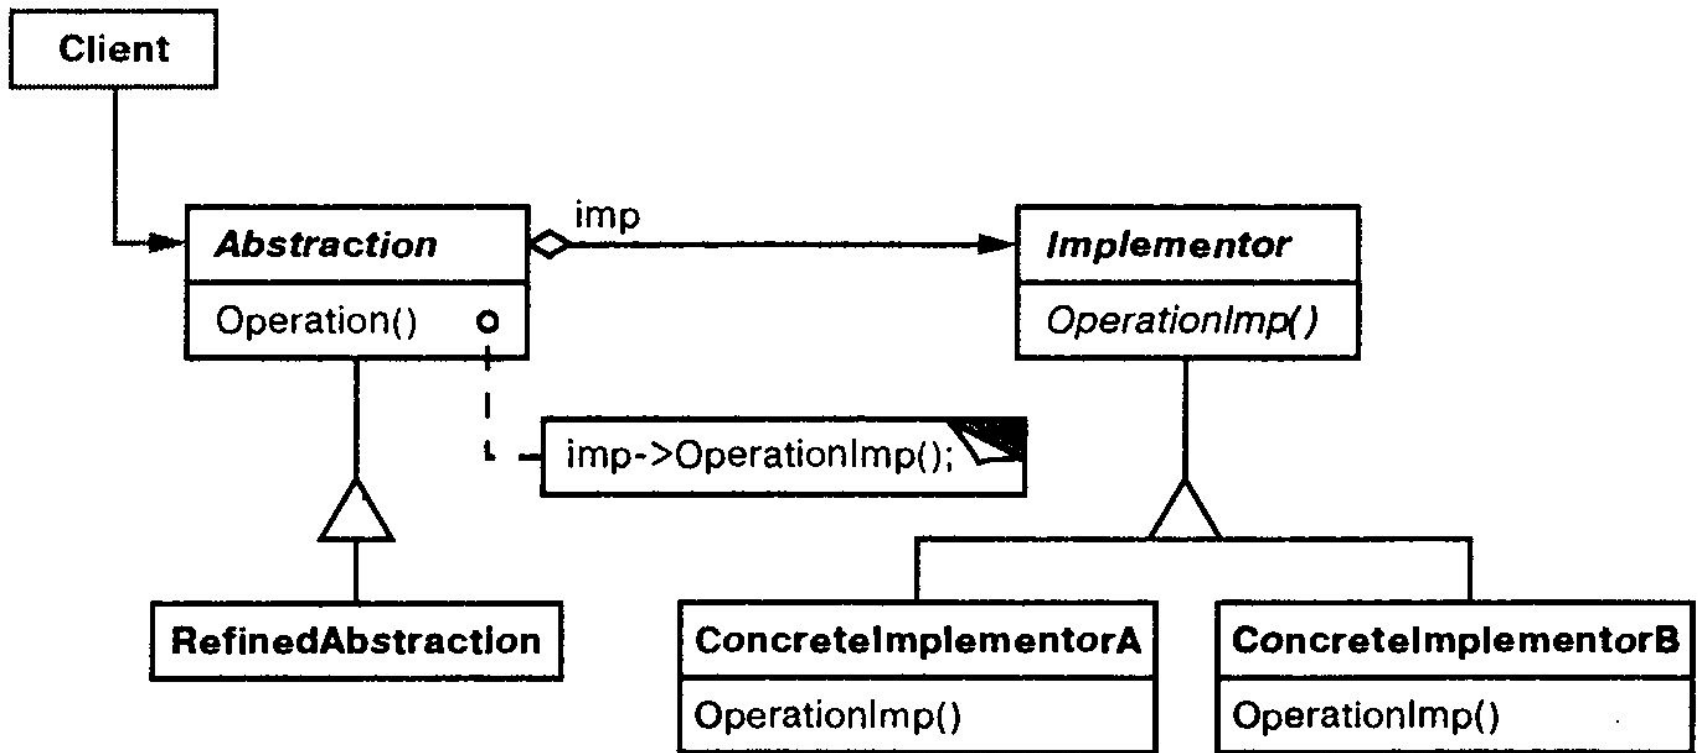 Client
imp
Abstraction
Implementor
Operation()
OperationImp()
imp->OperationImp();
RefinedAbstraction
ConcreteImplementorA
ConcreteImplementorB
OperationImp()
OperationImp()